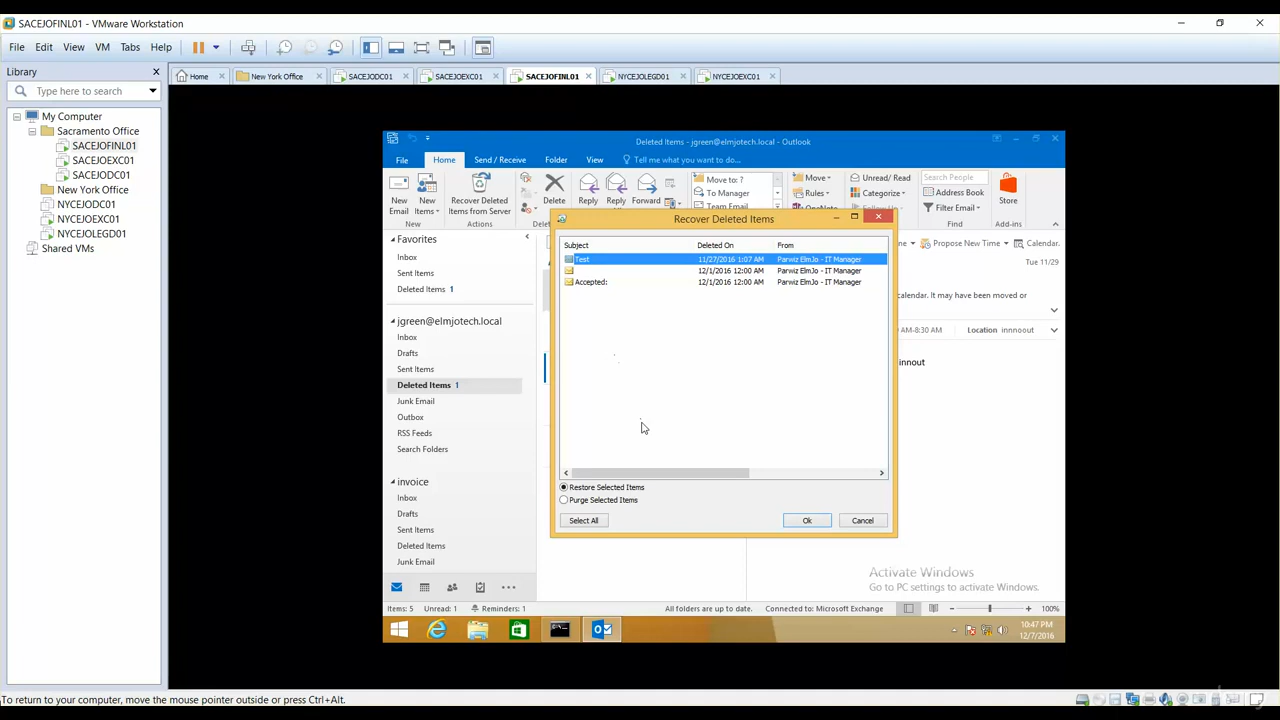 SACEJOFINL01 - VMware Workstation
File Edit View VM Tabs Help
Library
Type here to search
My Computer
Sacramento Office
SACEJOFINL01
SACEJOEXC01
SACEJODC01
New York Office
NYCEJODC01
NYCEJOEXC01
NYCEJOLEGD01
Shared VMs
Home New York Office SACEJODC01 SACEJOEXC01 SACEJOFINL01 NYCEJOLEGD01 NYCEJOEXC01
Deleted Items - jgreen@elmjotech.local - Outlook
File Home Send / Receive Folder View Tell me what you want to do...
New Email
New Items
New
Recover Deleted Items from Server
Actions
Delete
Reply Reply Forward
Move to: ?
To Manager
Team Email
Move
Rules
OneNote
Unread/ Read
Categorize
Search People
Address Book
Filter Email
Find
Store
Add-ins
Favorites
Inbox
Sent Items
Deleted Items 1
jgreen@elmjotech.local
Inbox
Drafts
Sent Items
Deleted Items 1
Junk Email
Outbox
RSS Feeds
Search Folders
invoice
Inbox
Drafts
Sent Items
Deleted Items
Junk Email
Recover Deleted Items
Subject Deleted On From
Test 11/27/2016 1:07 AM Parwiz ElmJo - IT Manager
12/1/2016 12:00 AM Parwiz ElmJo - IT Manager
Accepted: 12/1/2016 12:00 AM Parwiz ElmJo - IT Manager
Restore Selected Items
Purge Selected Items
Select All Ok Cancel
Propose New Time Calendar.
Tue 11/29
calendar. It may have been moved or
AM-8:30 AM Location innnoout
innout
Activate Windows
Go to PC settings to activate Windows.
Items: 5 Unread: 1 Reminders: 1 All folders are up to date. Connected to: Microsoft Exchange 100%
10:47 PM
12/7/2016
To return to your computer, move the mouse pointer outside or press Ctrl+Alt.